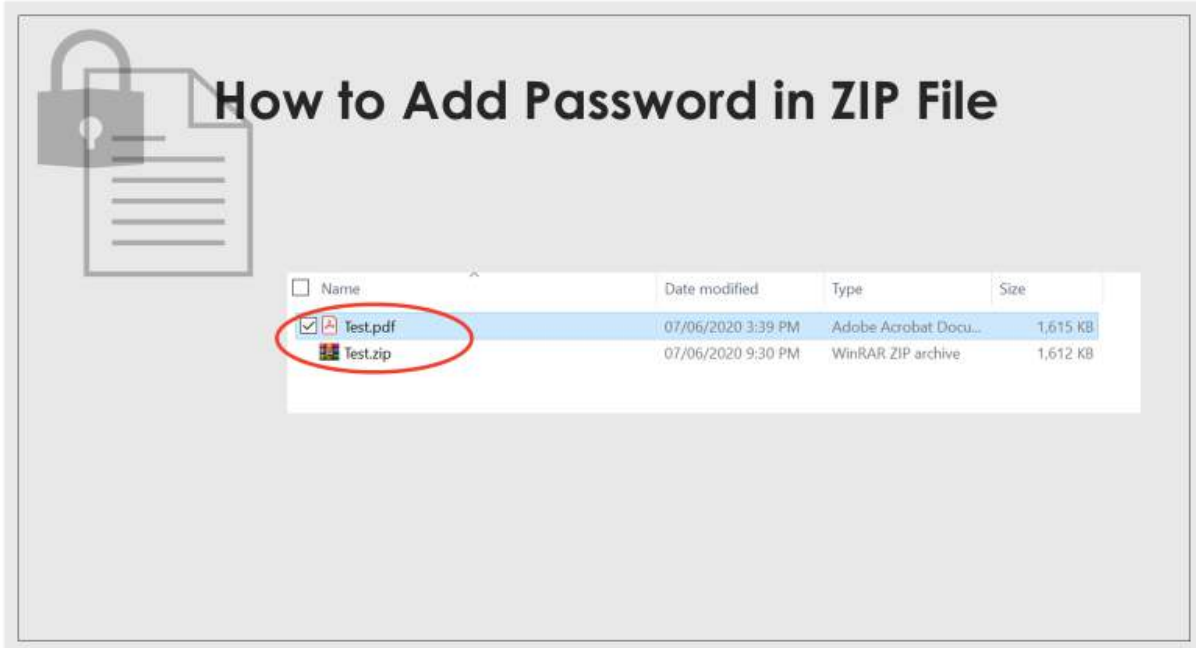 How to Add Password in ZIP File
Name Date modified Type Size
Test.pdf 07/06/2020 3:39 PM Adobe Acrobat Docu... 1,615 KB
Test.zip 07/06/2020 9:30 PM WinRAR ZIP archive 1,612 KB